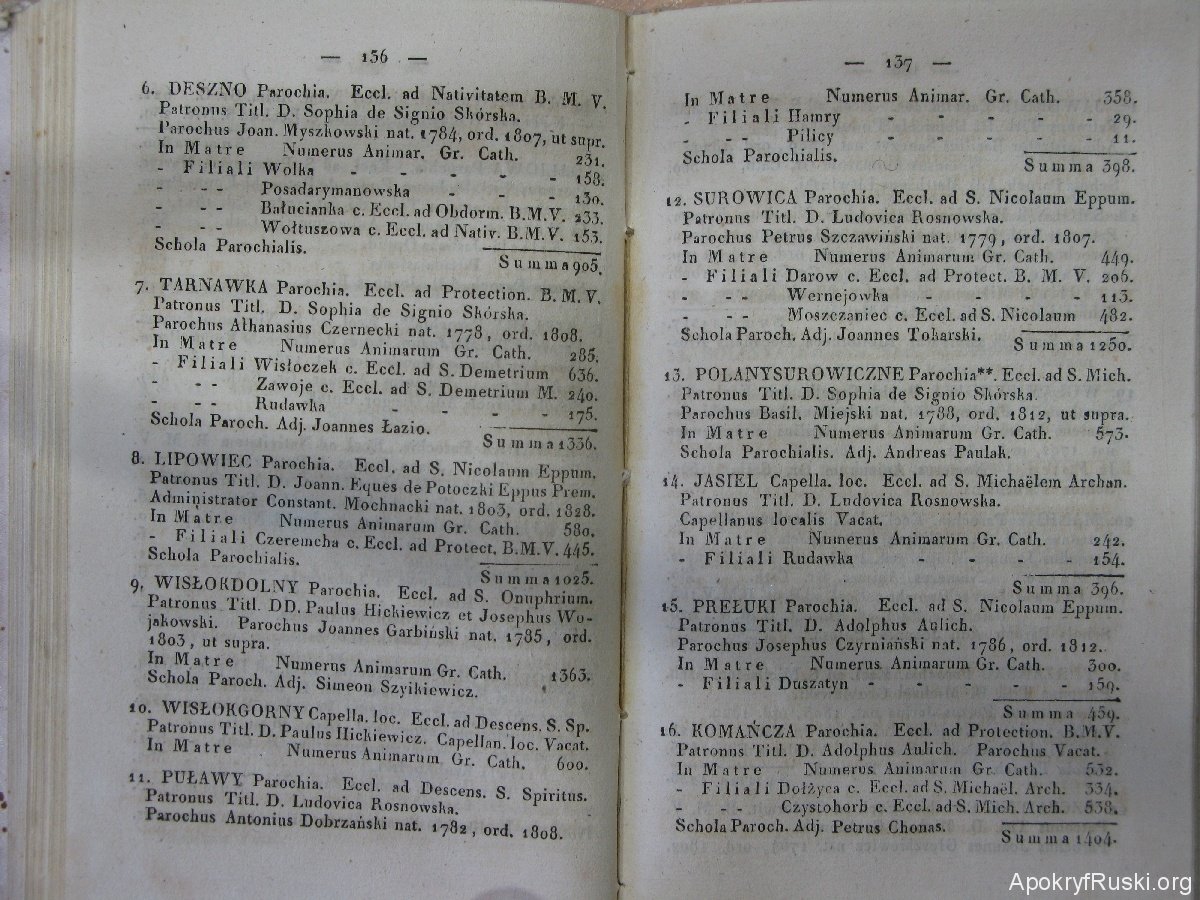 — 136 —
6. DESZNO Parochia. Eccl. ad Nativitatem B. M. V.
Patronus Titl. D. Sophia de Signio Skórska.
Parochus Joan. Myszkowski nat. 1784, ord. 1807, ut supr.
In Matre Numerus Animar. Gr. Cath. 231.
- Filiali Wolka - - - - - 158.
- - - Posadarymanowska - - - 130.
- - - Bałucianka c. Eccl. ad Obdorm. B.M.V. 233.
- - - Wołtuszowa c. Eccl. ad Nativ. B.M.V. 153.
Schola Parochialis.
Summa 905.
7. TARNAWKA Parochia. Eccl. ad Protection. B. M. V.
Patronus Titl. D. Sophia de Signio Skórska.
Parochus Athanasius Czernecki nat. 1778, ord. 1808.
In Matre Numerus Animarum Gr. Cath. 285.
- Filiali Wisłoczek c. Eccl. ad S. Demetrium 636.
- - - Zawoje c. Eccl. ad S. Demetrium M. 240.
- - - Rudawka - - - - 175.
Schola Paroch. Adj. Joannes Łazio.
Summa 1336.
8. LIPOWIEC Parochia. Eccl. ad S. Nicolaum Eppum.
Patronus Titl. D. Joann. Eques de Potoczki Eppus Prem.
Administrator Constant. Mochnacki nat. 1803, ord. 1828.
In Matre Numerus Animarum Gr. Cath. 580.
- Filiali Czeremcha c. Eccl. ad Protect. B.M.V. 445.
Schola Parochialis.
Summa 1025.
9. WISŁOKDOLNY Parochia. Eccl. ad S. Onuphrium.
Patronus Titl. DD. Paulus Hickiewicz et Josephus Wo-
jakowski. Parochus Joannes Garbiński nat. 1785, ord.
1803, ut supra.
In Matre Numerus Animarum Gr. Cath. 1363.
Schola Paroch. Adj. Simeon Szyikiewicz.
10. WISŁOKGORNY Capella. loc. Eccl. ad Descens. S. Sp.
Patronus Titl. D. Paulus Hickiewicz. Capellan. loc. Vacat.
In Matre Numerus Animarum Gr. Cath. 600.
11. PUŁAWY Parochia. Eccl. ad Descens. S. Spiritus.
Patronus Titl. D. Ludovica Rosnowska.
Parochus Antonius Dobrzański nat. 1782, ord. 1808.
— 137 —
In Matre Numerus Animar. Gr. Cath. 358.
- Filiali Hamry - - - - - 29.
- - - Pilicy - - - - - 11.
Schola Parochialis.
Summa 398.
12. SUROWICA Parochia. Eccl. ad S. Nicolaum Eppum.
Patronus Titl. D. Ludovica Rosnowska.
Parochus Petrus Szczawiński nat. 1779, ord. 1807.
In Matre Numerus Animarum Gr. Cath. 449.
- Filiali Darow c. Eccl. ad Protect. B. M. V. 206.
- - - Wernejowka - - - - 113.
- - - Moszczaniec c. Eccl. ad S. Nicolaum 482.
Schola Paroch. Adj. Joannes Tokarski.
Summa 1250.
13. POLANYSUROWICZNE Parochia**. Eccl. ad S. Mich.
Patronus Titl. D. Sophia de Signio Skórska.
Parochus Basil. Miejski nat. 1788, ord. 1812, ut supra.
In Matre Numerus Animarum Gr. Cath. 573.
Schola Parochialis. Adj. Andreas Paulak.
14. JASIEL Capella. loc. Eccl. ad S. Michaëlem Archan.
Patronus Titl. D. Ludovica Rosnowska.
Capellanus localis Vacat.
In Matre Numerus Animarum Gr. Cath. 242.
- Filiali Rudawka - - - - 154.
Summa 396.
15. PREŁUKI Parochia. Eccl. ad S. Nicolaum Eppum.
Patronus Titl. D. Adolphus Aulich.
Parochus Josephus Czyrniański nat. 1786, ord. 1812.
In Matre Numerus Animarum Gr. Cath. 300.
- Filiali Duszatyn - - - - - 159.
Summa 459.
16. KOMAŃCZA Parochia. Eccl. ad Protection. B.M.V.
Patronus Titl. D. Adolphus Aulich. Parochus Vacat.
In Matre Numerus Animarum Gr. Cath. 532.
- Filiali Dołżyca c. Eccl. ad S. Michaël. Arch. 334.
- - - Czystohorb c. Eccl. ad S. Mich. Arch. 538.
Schola Paroch. Adj. Petrus Chonas.
Summa 1404.
ApokryfRuski.org